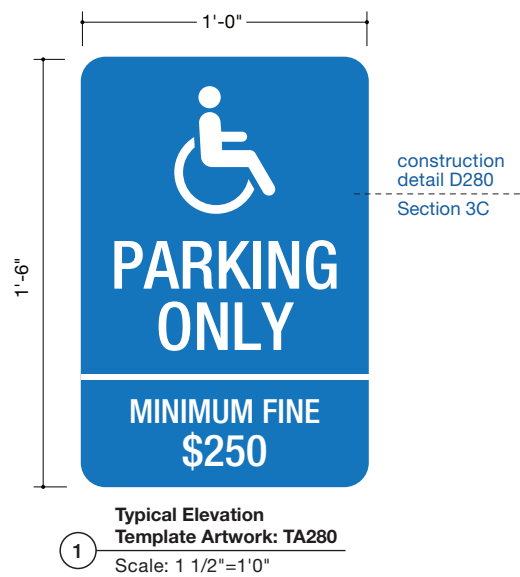 1'-0"
1'-6"
construction
detail D280
Section 3C
PARKING
ONLY
MINIMUM FINE
$250
Typical Elevation
Template Artwork: TA280
1
Scale: 1 1/2"=1'0"